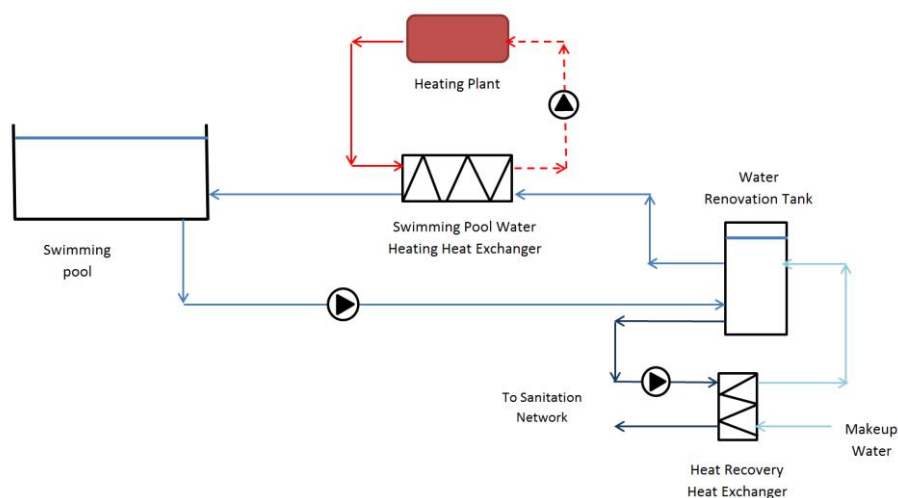 Heating Plant
Water
Renovation Tank
Swimming Pool Water
Heating Heat Exchanger
Swimming
pool
To Sanitation
Network
Makeup
Water
Heat Recovery
Heat Exchanger